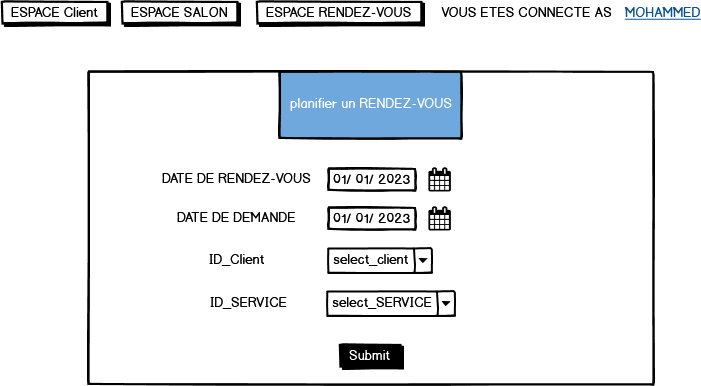 ESPACE Client ESPACE SALON ESPACE RENDEZ-VOUS VOUS ETES CONNECTE AS MOHAMMED
planifier un RENDEZ-VOUS
DATE DE RENDEZ-VOUS 01/ 01/ 2023
DATE DE DEMANDE 01/ 01/ 2023
ID_Client select_client
ID_SERVICE select_SERVICE
Submit